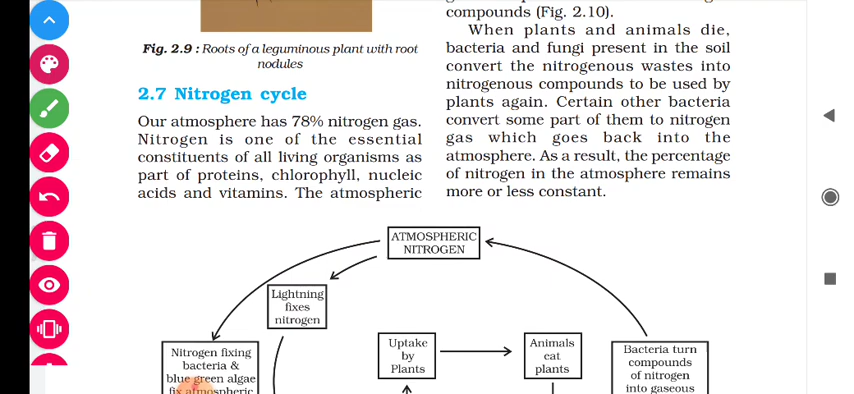 compounds (Fig. 2.10).
When plants and animals die,
bacteria and fungi present in the soil
convert the nitrogenous wastes into
nitrogenous compounds to be used by
plants again. Certain other bacteria
convert some part of them to nitrogen
gas which goes back into the
atmosphere. As a result, the percentage
of nitrogen in the atmosphere remains
more or less constant.
Fig. 2.9 : Roots of a leguminous plant with root
nodules
2.7 Nitrogen cycle
Our atmosphere has 78% nitrogen gas.
Nitrogen is one of the essential
constituents of all living organisms as
part of proteins, chlorophyll, nucleic
acids and vitamins. The atmospheric
ATMOSPHERIC
NITROGEN
Lightning
fixes
nitrogen
Nitrogen fixing
bacteria &
blue green algae
fix atmospheric
Uptake
by
Plants
Animals
eat
plants
Bacteria turn
compounds
of nitrogen
into gaseous